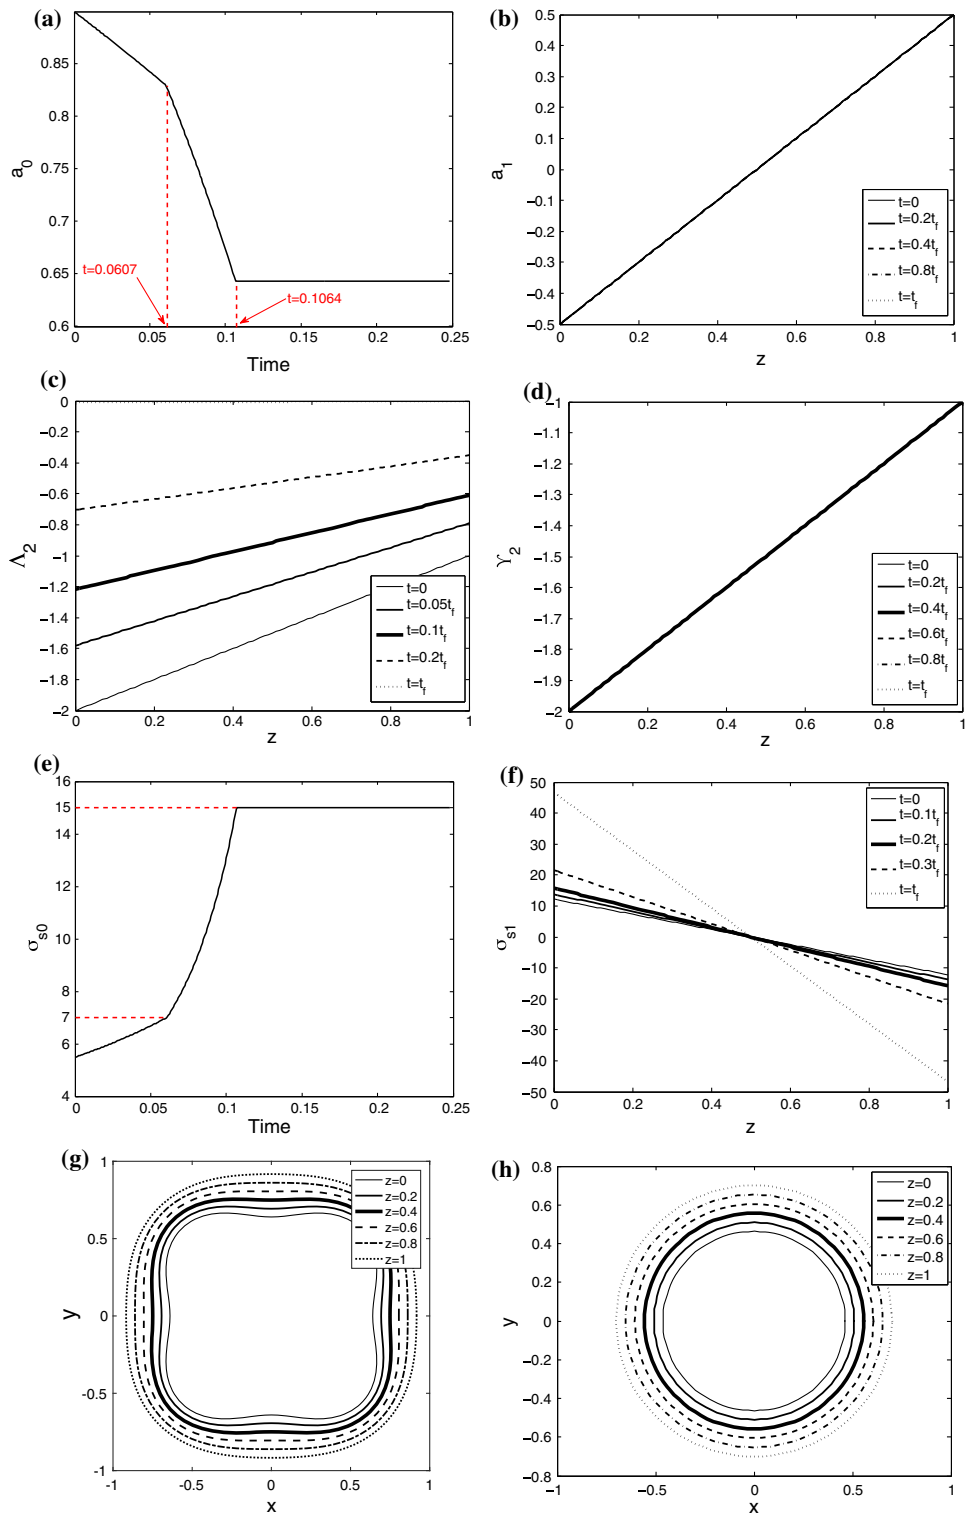 (a)
0.85
0.8
0.75
0.7
0.65
0.6
a0
t=0.0607
t=0.1064
0 0.05 0.1 0.15 0.2 0.25
Time
(b)
0.5
0.4
0.3
0.2
0.1
0
−0.1
−0.2
−0.3
−0.4
−0.5
a1
t=0
t=0.2tf
t=0.4tf
t=0.8tf
t=tf
0 0.2 0.4 0.6 0.8 1
z
(c)
0
−0.2
−0.4
−0.6
−0.8
−1
−1.2
−1.4
−1.6
−1.8
−2
Λ2
t=0
t=0.05tf
t=0.1tf
t=0.2tf
t=tf
0 0.2 0.4 0.6 0.8 1
z
(d)
−1
−1.1
−1.2
−1.3
−1.4
−1.5
−1.6
−1.7
−1.8
−1.9
−2
ϒ2
t=0
t=0.2tf
t=0.4tf
t=0.6tf
t=0.8tf
t=tf
0 0.2 0.4 0.6 0.8 1
z
(e)
16
15
14
12
10
8
7
6
4
σs0
0 0.05 0.1 0.15 0.2 0.25
Time
(f)
50
40
30
20
10
0
−10
−20
−30
−40
−50
σs1
t=0
t=0.1tf
t=0.2tf
t=0.3tf
t=tf
0 0.2 0.4 0.6 0.8 1
z
(g)
1
0.5
0
−0.5
−1
y
z=0
z=0.2
z=0.4
z=0.6
z=0.8
z=1
−1 −0.5 0 0.5 1
x
(h)
0.8
0.6
0.4
0.2
0
−0.2
−0.4
−0.6
−0.8
y
z=0
z=0.2
z=0.4
z=0.6
z=0.8
z=1
−1 −0.5 0 0.5 1
x